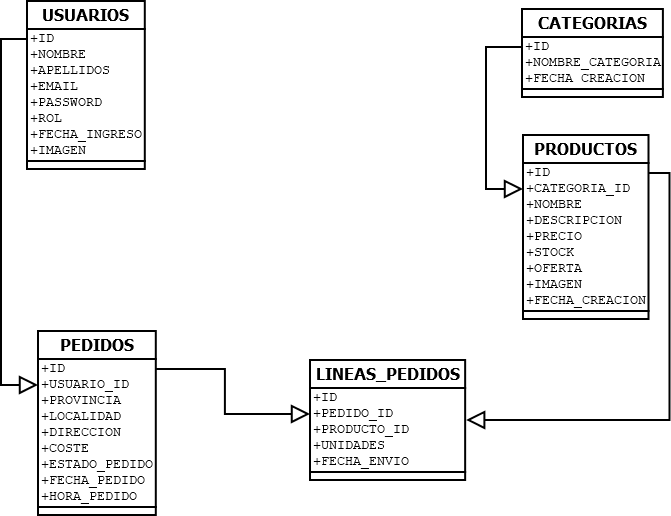 USUARIOS
+ID
+NOMBRE
+APELLIDOS
+EMAIL
+PASSWORD
+ROL
+FECHA_INGRESO
+IMAGEN
CATEGORIAS
+ID
+NOMBRE_CATEGORIA
+FECHA CREACION
PRODUCTOS
+ID
+CATEGORIA_ID
+NOMBRE
+DESCRIPCION
+PRECIO
+STOCK
+OFERTA
+IMAGEN
+FECHA_CREACION
PEDIDOS
+ID
+USUARIO_ID
+PROVINCIA
+LOCALIDAD
+DIRECCION
+COSTE
+ESTADO_PEDIDO
+FECHA_PEDIDO
+HORA_PEDIDO
LINEAS_PEDIDOS
+ID
+PEDIDO_ID
+PRODUCTO_ID
+UNIDADES
+FECHA_ENVIO